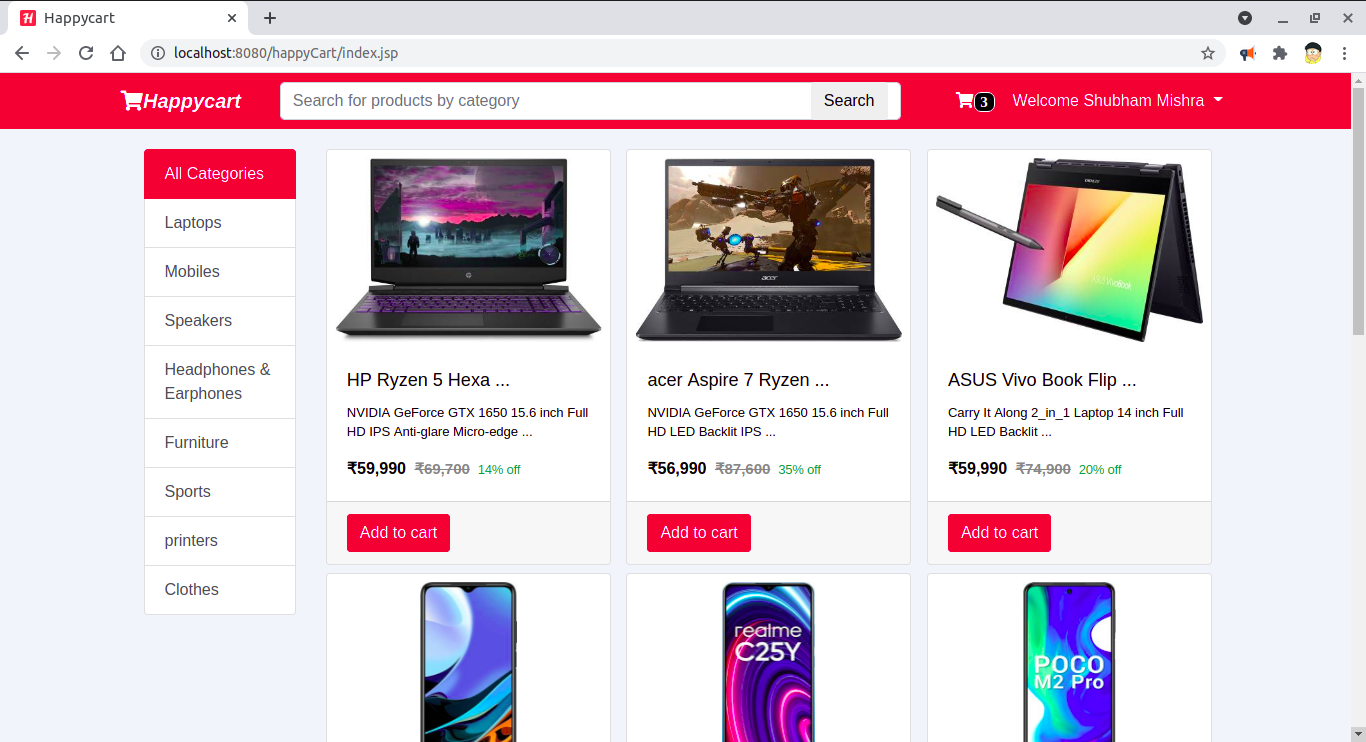 Happycart
localhost:8080/happyCart/index.jsp
Happycart
Search for products by category
Search
3
Welcome Shubham Mishra
All Categories
Laptops
Mobiles
Speakers
Headphones &
Earphones
Furniture
Sports
printers
Clothes
HP Ryzen 5 Hexa ...
NVIDIA GeForce GTX 1650 15.6 inch Full
HD IPS Anti-glare Micro-edge ...
₹59,990 ₹69,700 14% off
Add to cart
acer
acer Aspire 7 Ryzen ...
NVIDIA GeForce GTX 1650 15.6 inch Full
HD LED Backlit IPS ...
₹56,990 ₹87,600 35% off
Add to cart
ASUS Vivo Book Flip ...
Carry It Along 2_in_1 Laptop 14 inch Full
HD LED Backlit ...
₹59,990 ₹74,900 20% off
Add to cart
realme
C25Y
POCO
M2 Pro